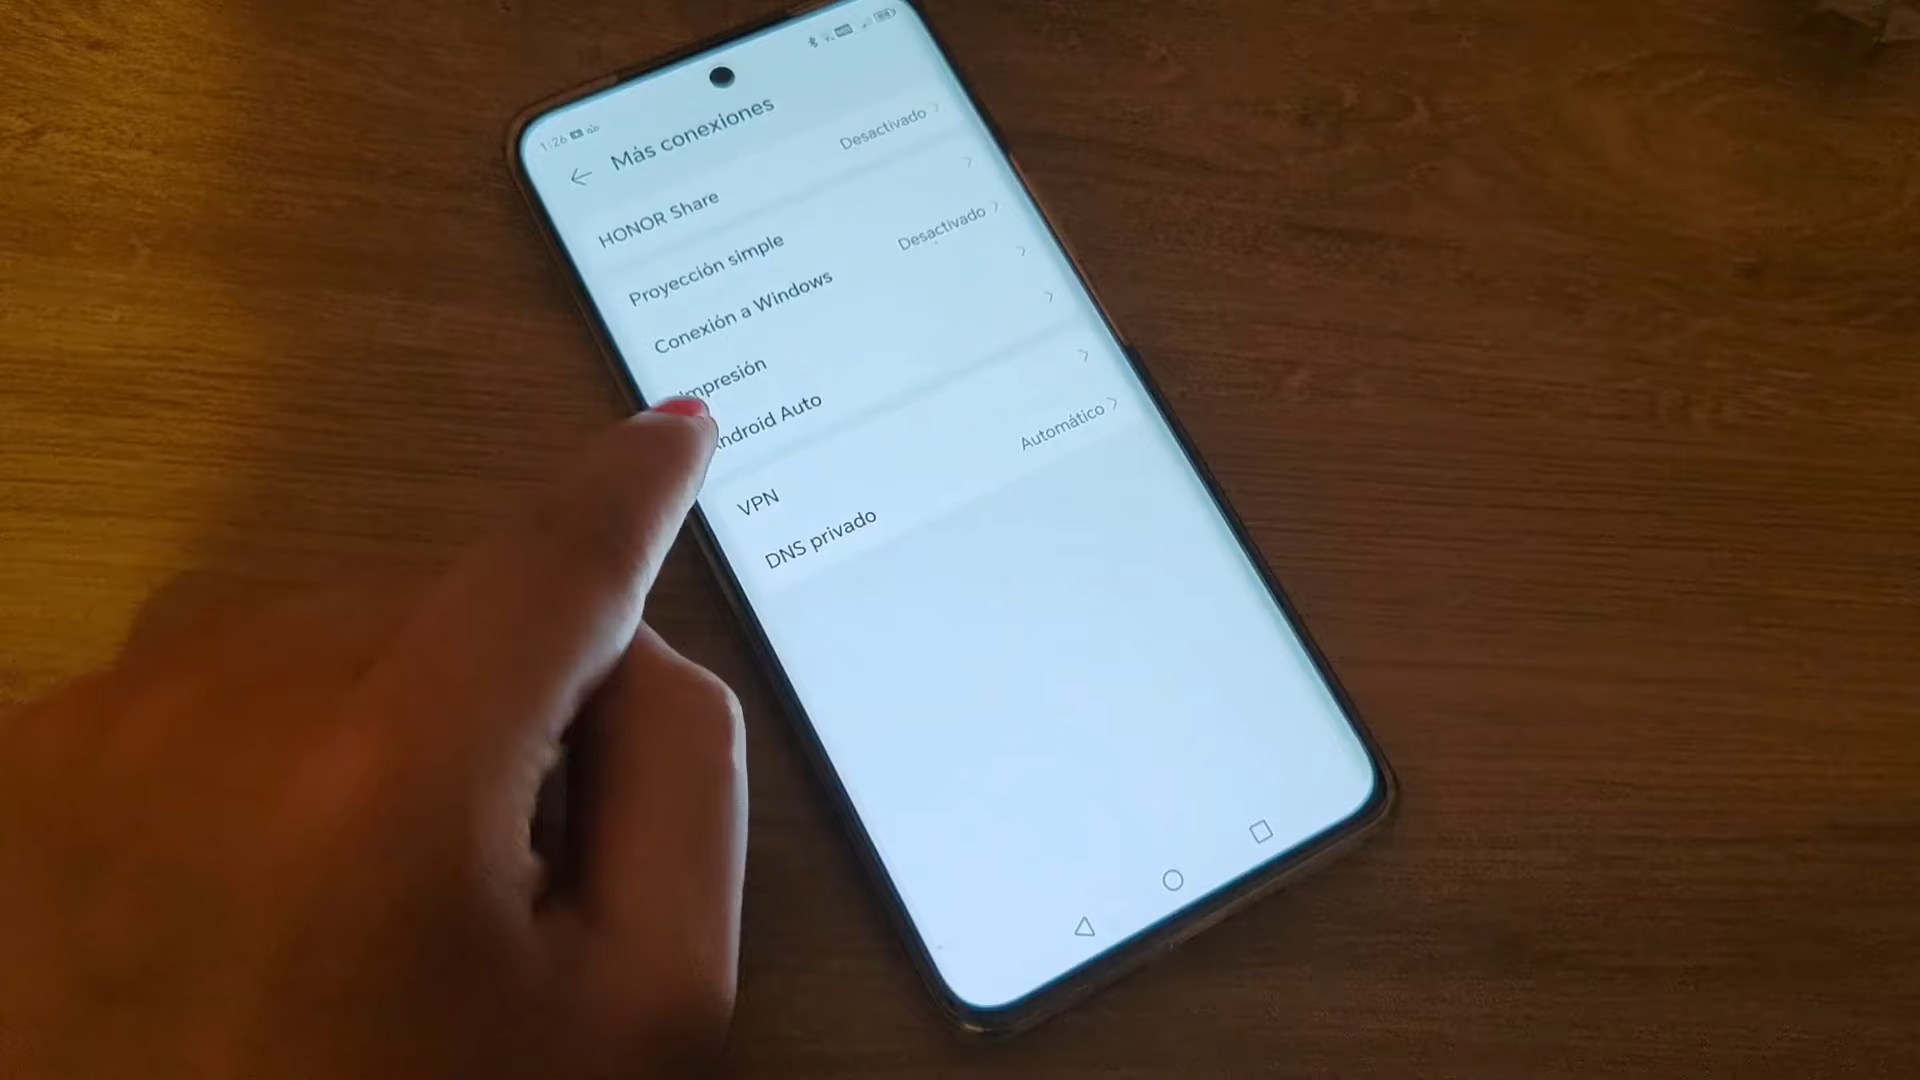 1:26
Más conexiones
HONOR Share Desactivado
Proyección simple
Conexión a Windows Desactivado
Impresión
Android Auto
VPN
DNS privado Automático